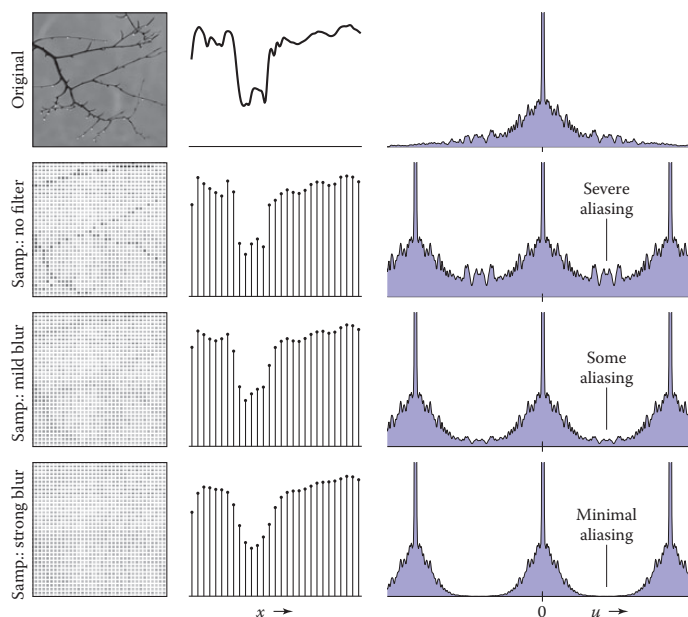 Original
Samp.: no filter
Severe
aliasing
Samp.: mild blur
Some
aliasing
Samp.: strong blur
Minimal
aliasing
x →
0
u →